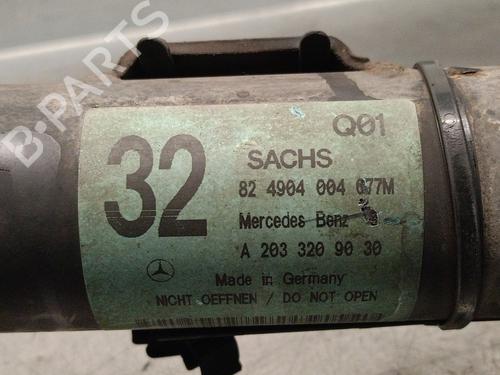 B-PARTS
32
Q01
SACHS
82 4904 004 077M
Mercedes Benz
A 203 320 90 30
Made in Germany
NICHT OEFFNEN / DO NOT OPEN